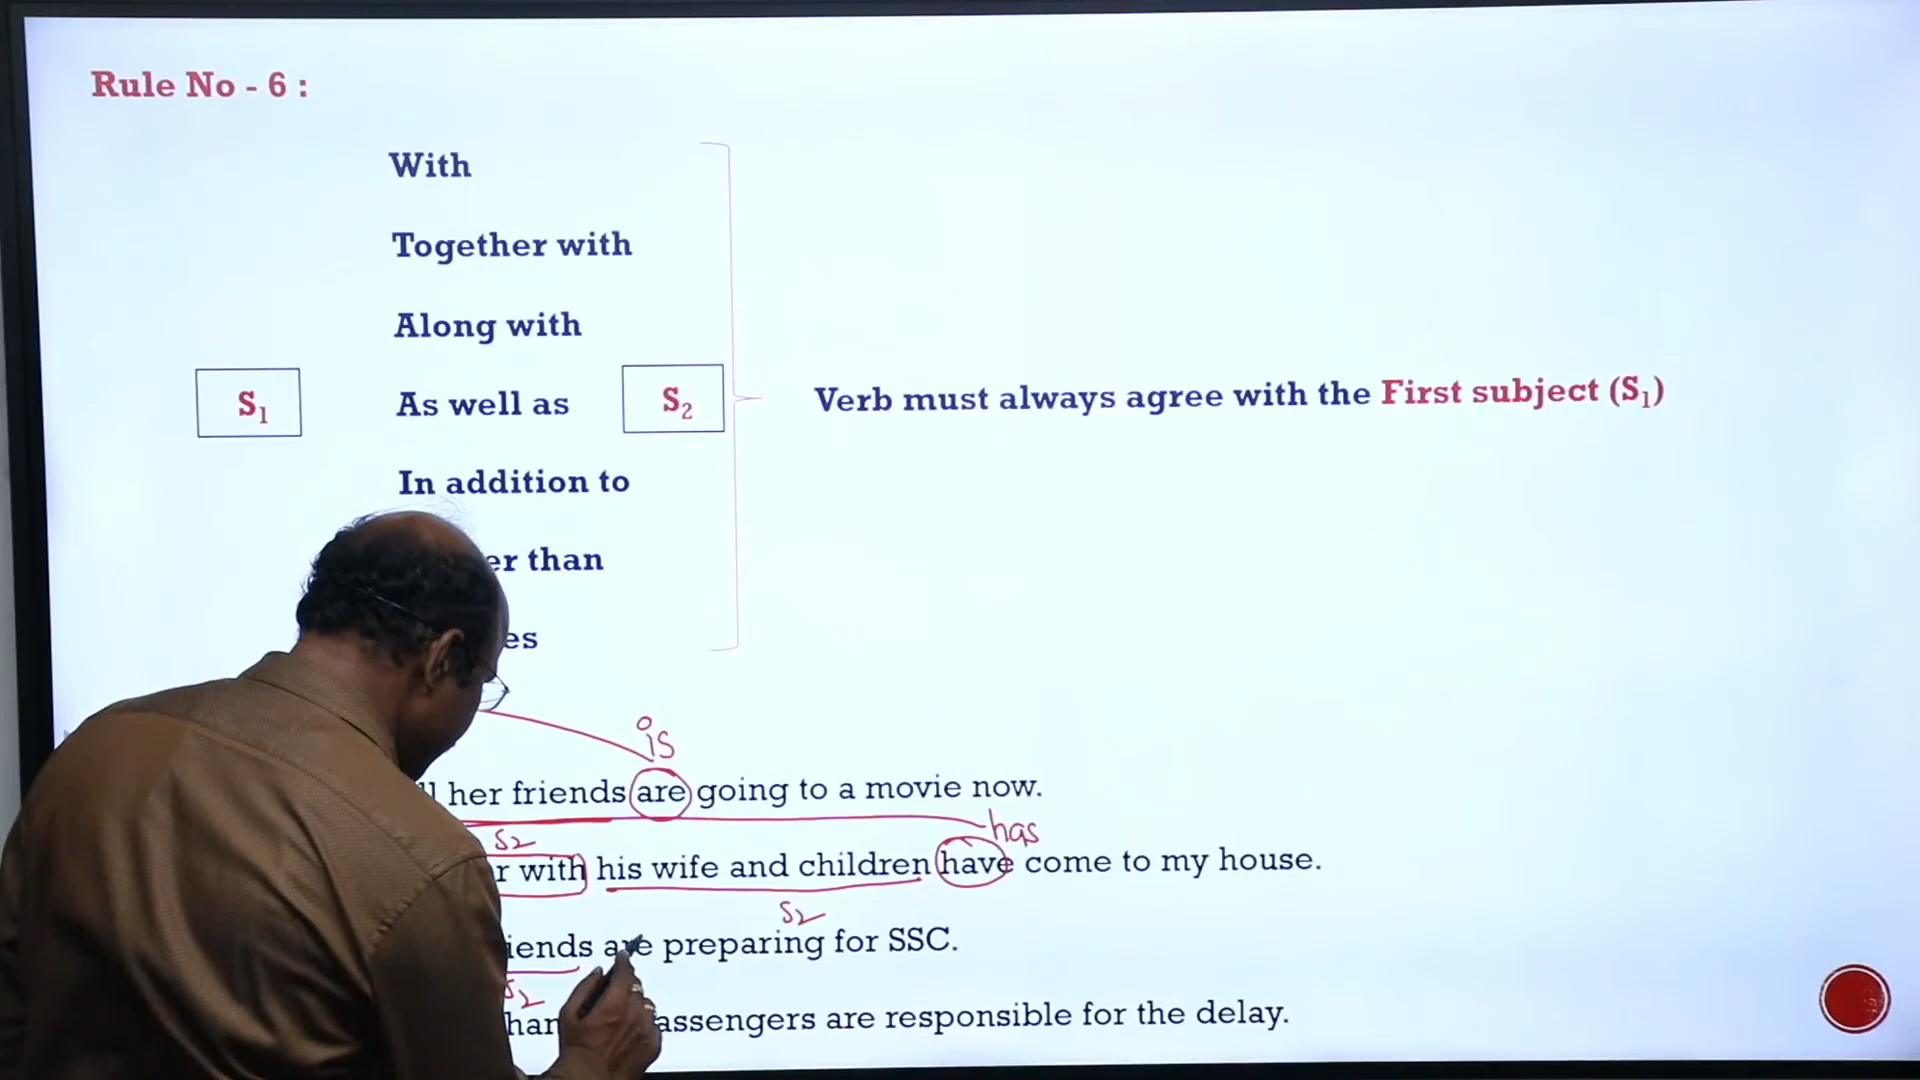 Rule No - 6 :
With
Together with
Along with
S1
As well as
S2
Verb must always agree with the First subject (S1)
In addition to
er than
es
is
her friends are going to a movie now.
S2
has
r with his wife and children have come to my house.
S2
iends are preparing for SSC.
S2
han assengers are responsible for the delay.